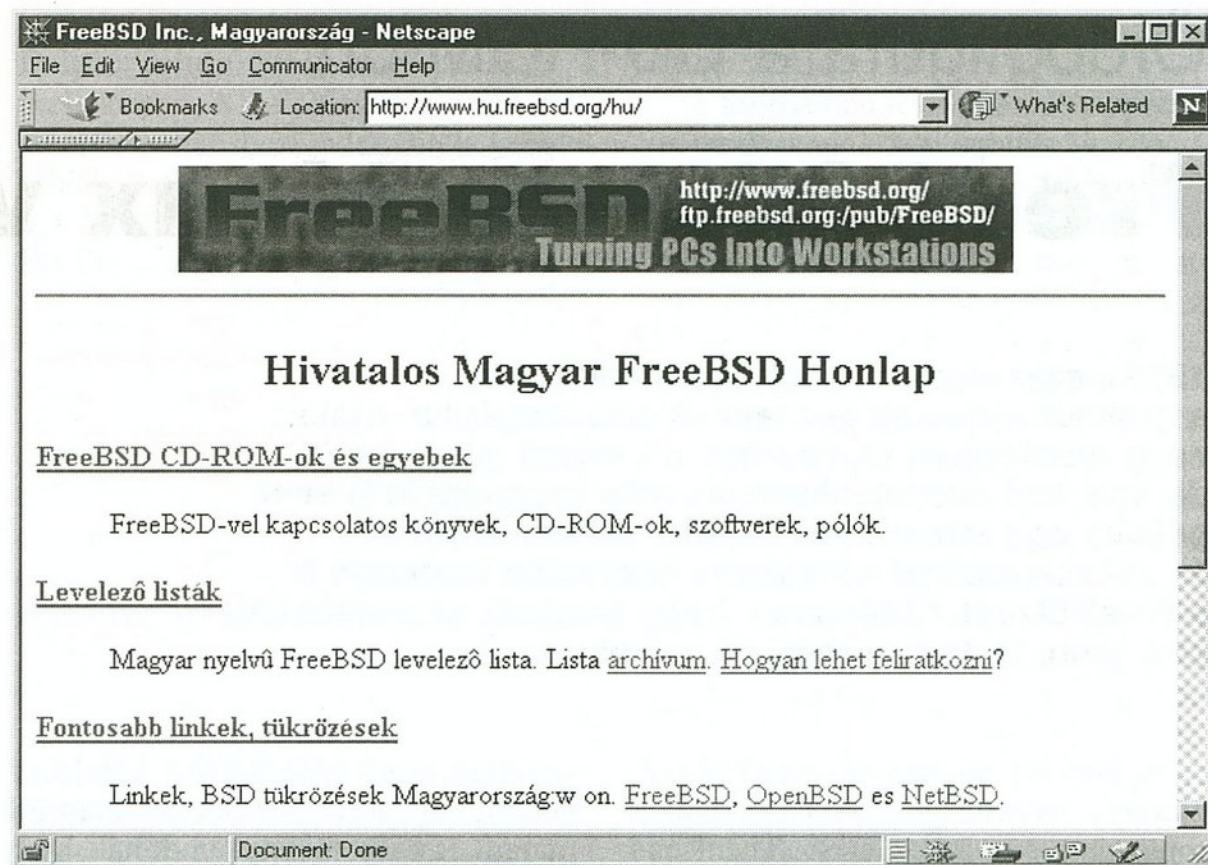 FreeBSD Inc., Magyarország - Netscape
File Edit View Go Communicator Help
Bookmarks Location: http://www.hu.freebsd.org/hu/ What's Related N
FreeBSD
http://www.freebsd.org/
ftp.freebsd.org:/pub/FreeBSD/
Turning PCs Into Workstations
Hivatalos Magyar FreeBSD Honlap
FreeBSD CD-ROM-ok és egyebek
FreeBSD-vel kapcsolatos könyvek, CD-ROM-ok, szoftverek, pólók.
Levelezô listák
Magyar nyelvû FreeBSD levelezô lista. Lista archívum. Hogyan lehet feliratkozni?
Fontosabb linkek, tükrözések
Linkek, BSD tükrözések Magyarország:w on. FreeBSD, OpenBSD es NetBSD.
Document: Done